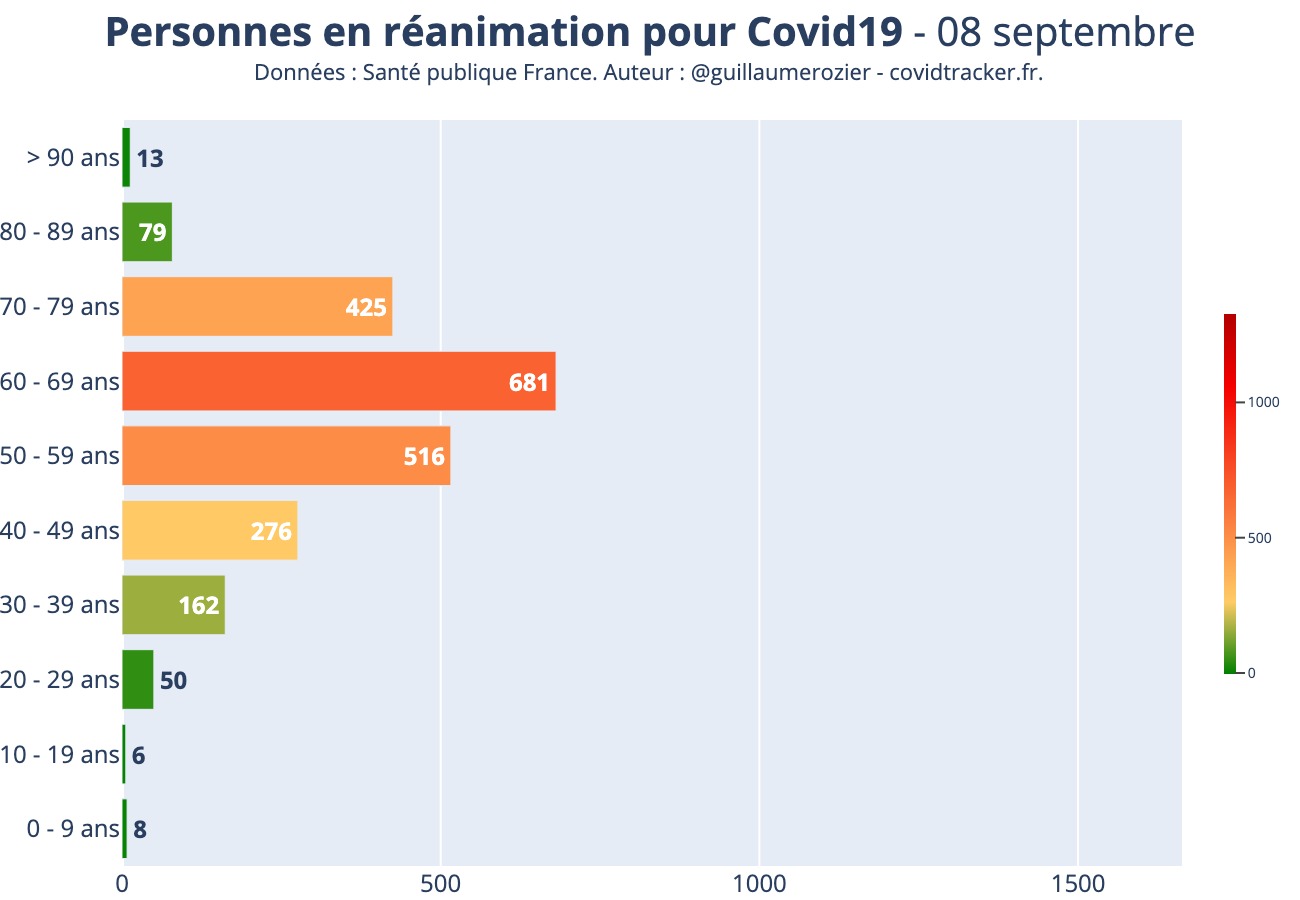 Personnes en réanimation pour Covid19 - 08 septembre
Données : Santé publique France. Auteur : @guillaumerozier - covidtracker.fr.
> 90 ans 13
80 - 89 ans 79
70 - 79 ans 425
60 - 69 ans 681
50 - 59 ans 516
40 - 49 ans 276
30 - 39 ans 162
20 - 29 ans 50
10 - 19 ans 6
0 - 9 ans 8
0 500 1000 1500
1000
500
0